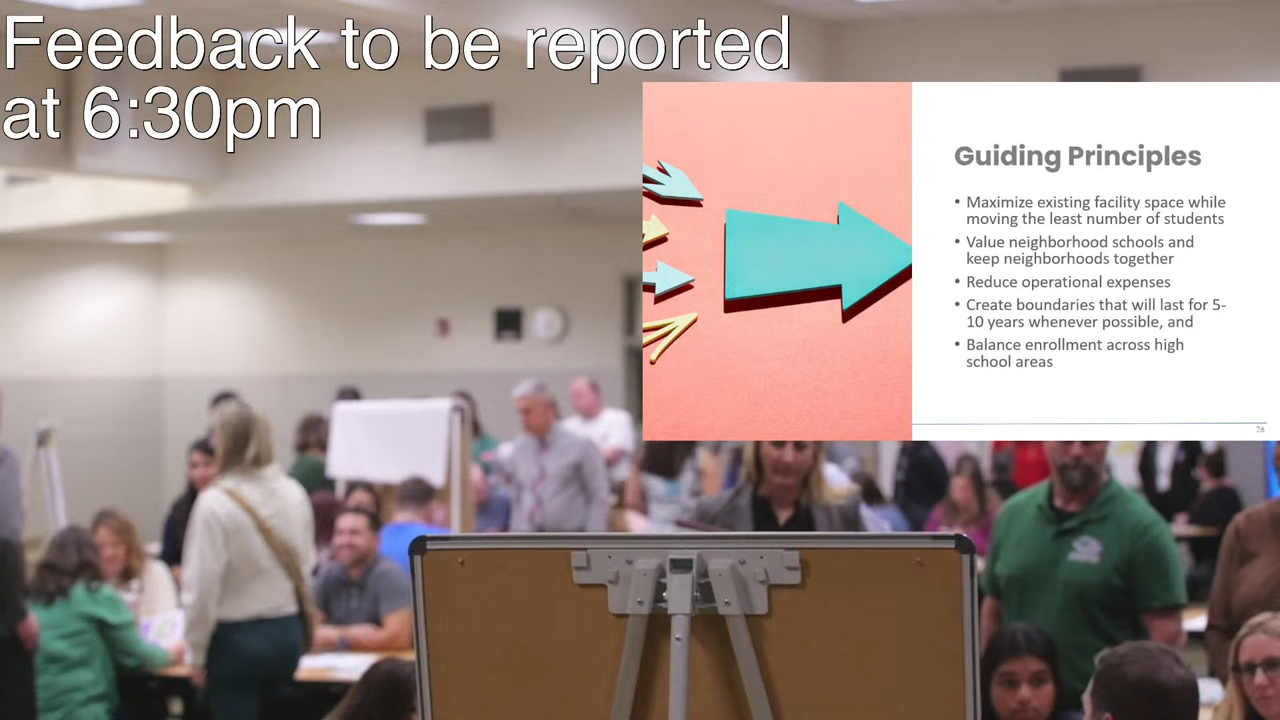 Feedback to be reported
at 6:30pm
Guiding Principles
• Maximize existing facility space while
moving the least number of students
• Value neighborhood schools and
keep neighborhoods together
• Reduce operational expenses
• Create boundaries that will last for 5-
10 years whenever possible, and
• Balance enrollment across high
school areas
26